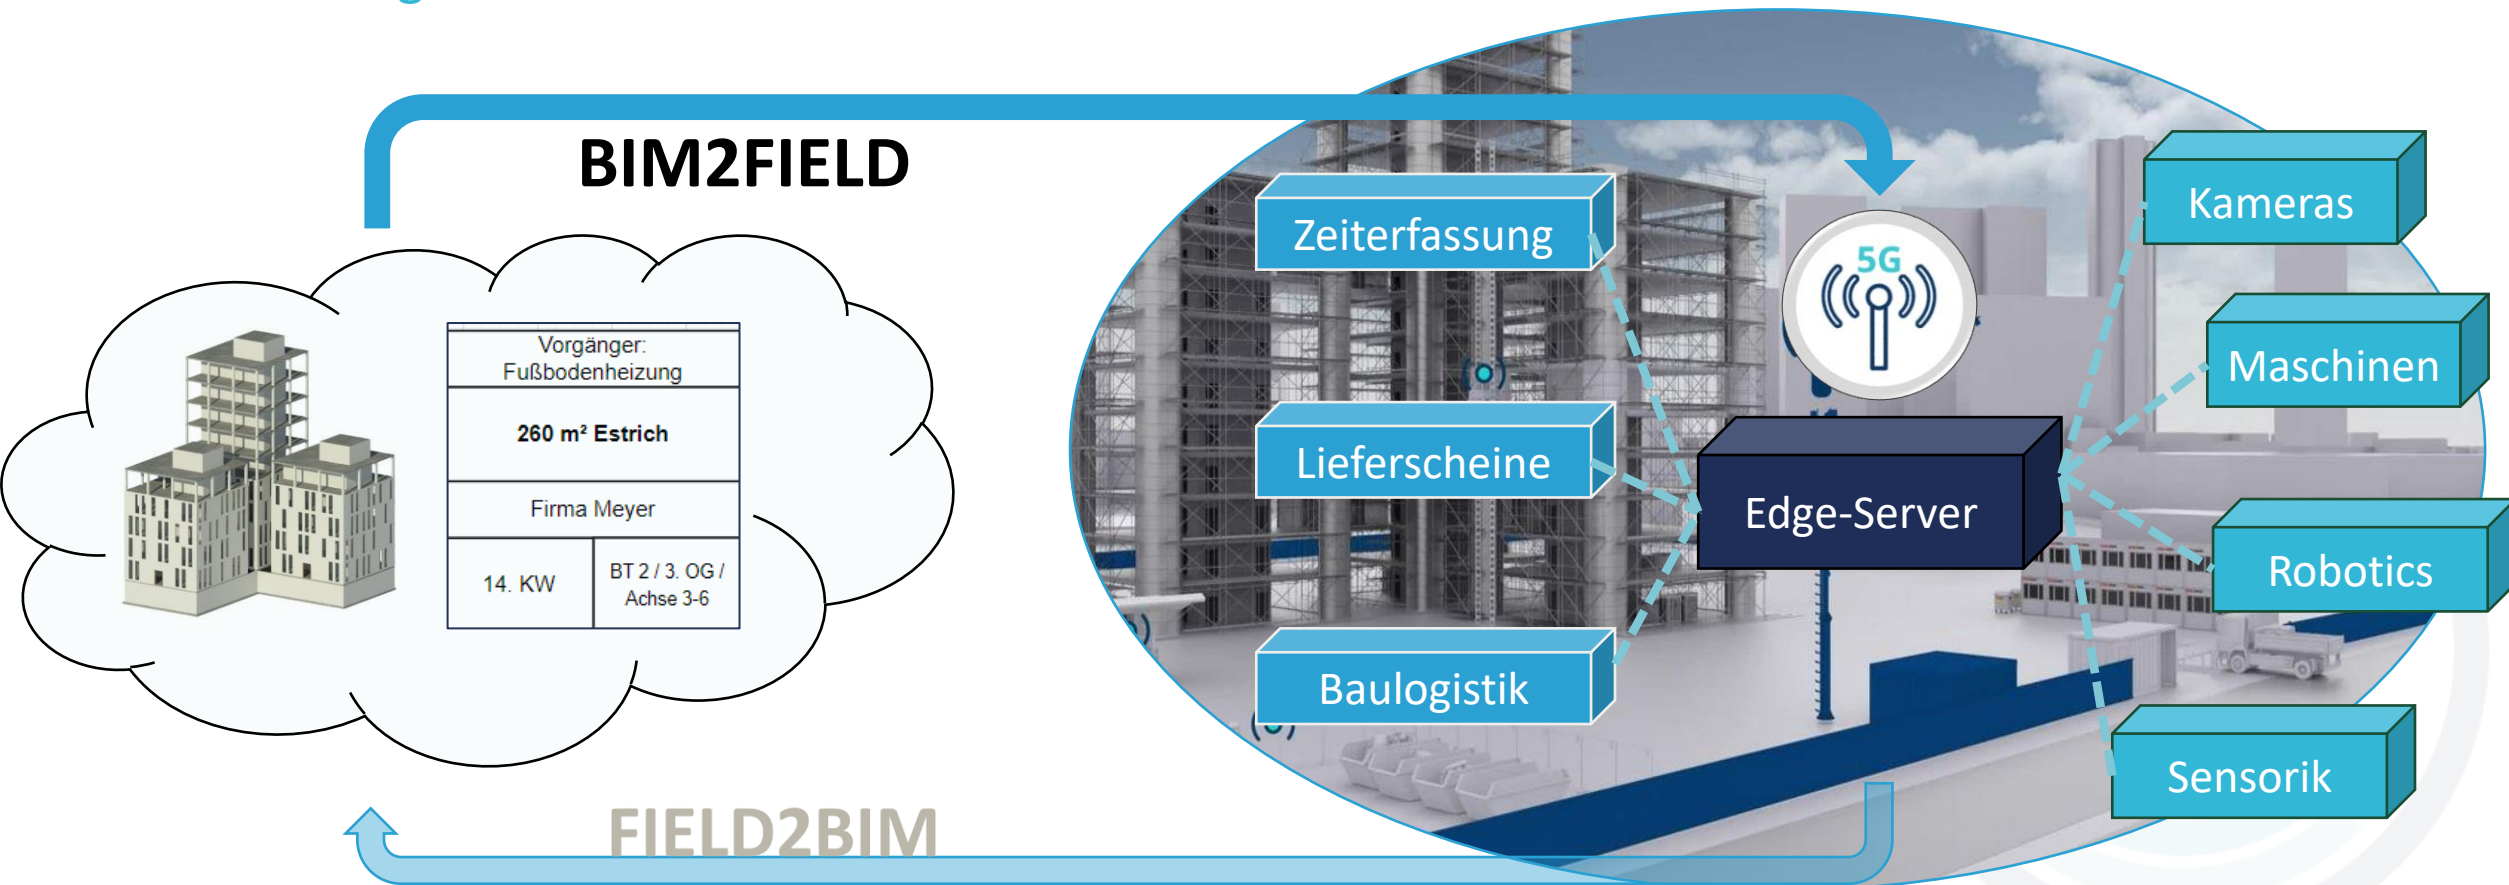 BIM2FIELD
Vorgänger:
Fußbodenheizung
260 m² Estrich
Firma Meyer
14. KW
BT 2 / 3. OG /
Achse 3-6
FIELD2BIM
5G
Zeiterfassung
Lieferscheine
Baulogistik
Edge-Server
Kameras
Maschinen
Robotics
Sensorik